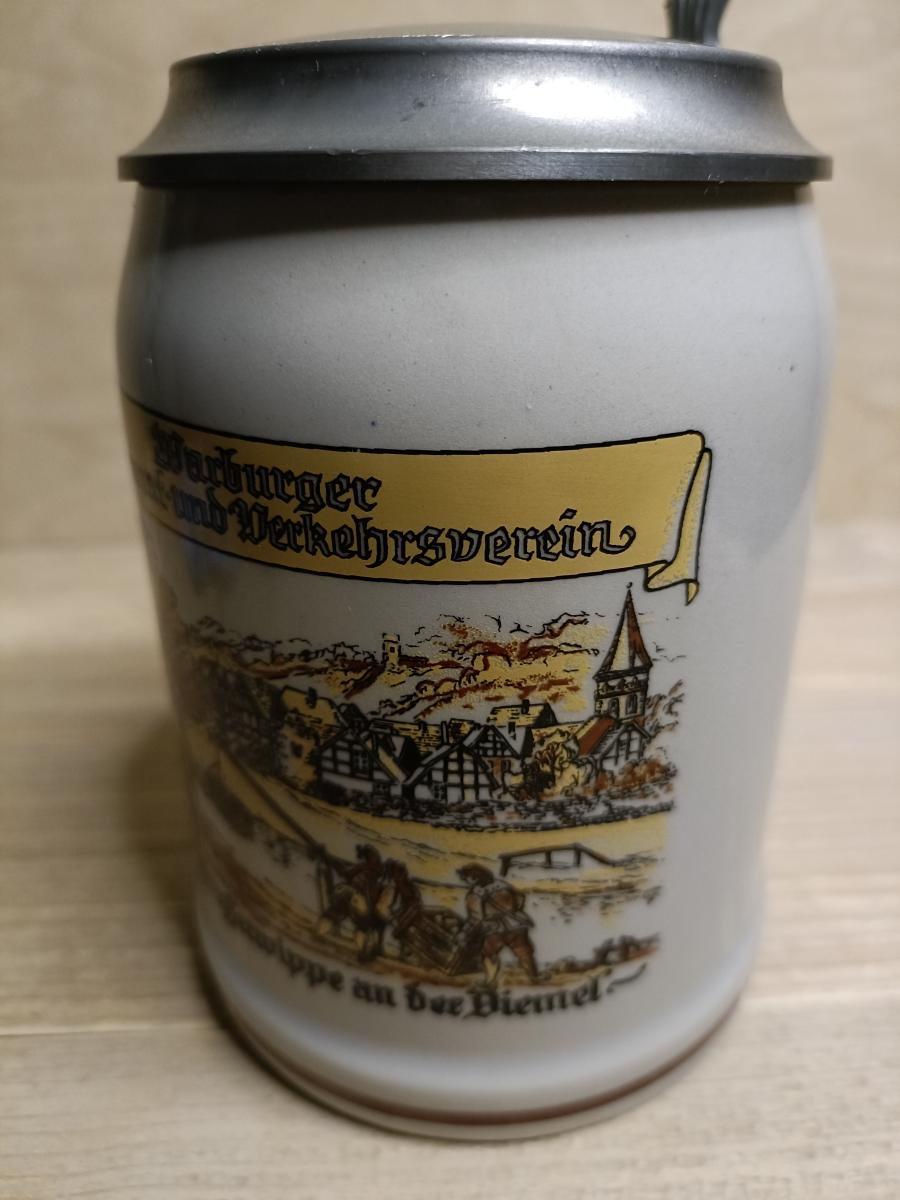 Warburger
und Verkehrsverein
an der Diemel